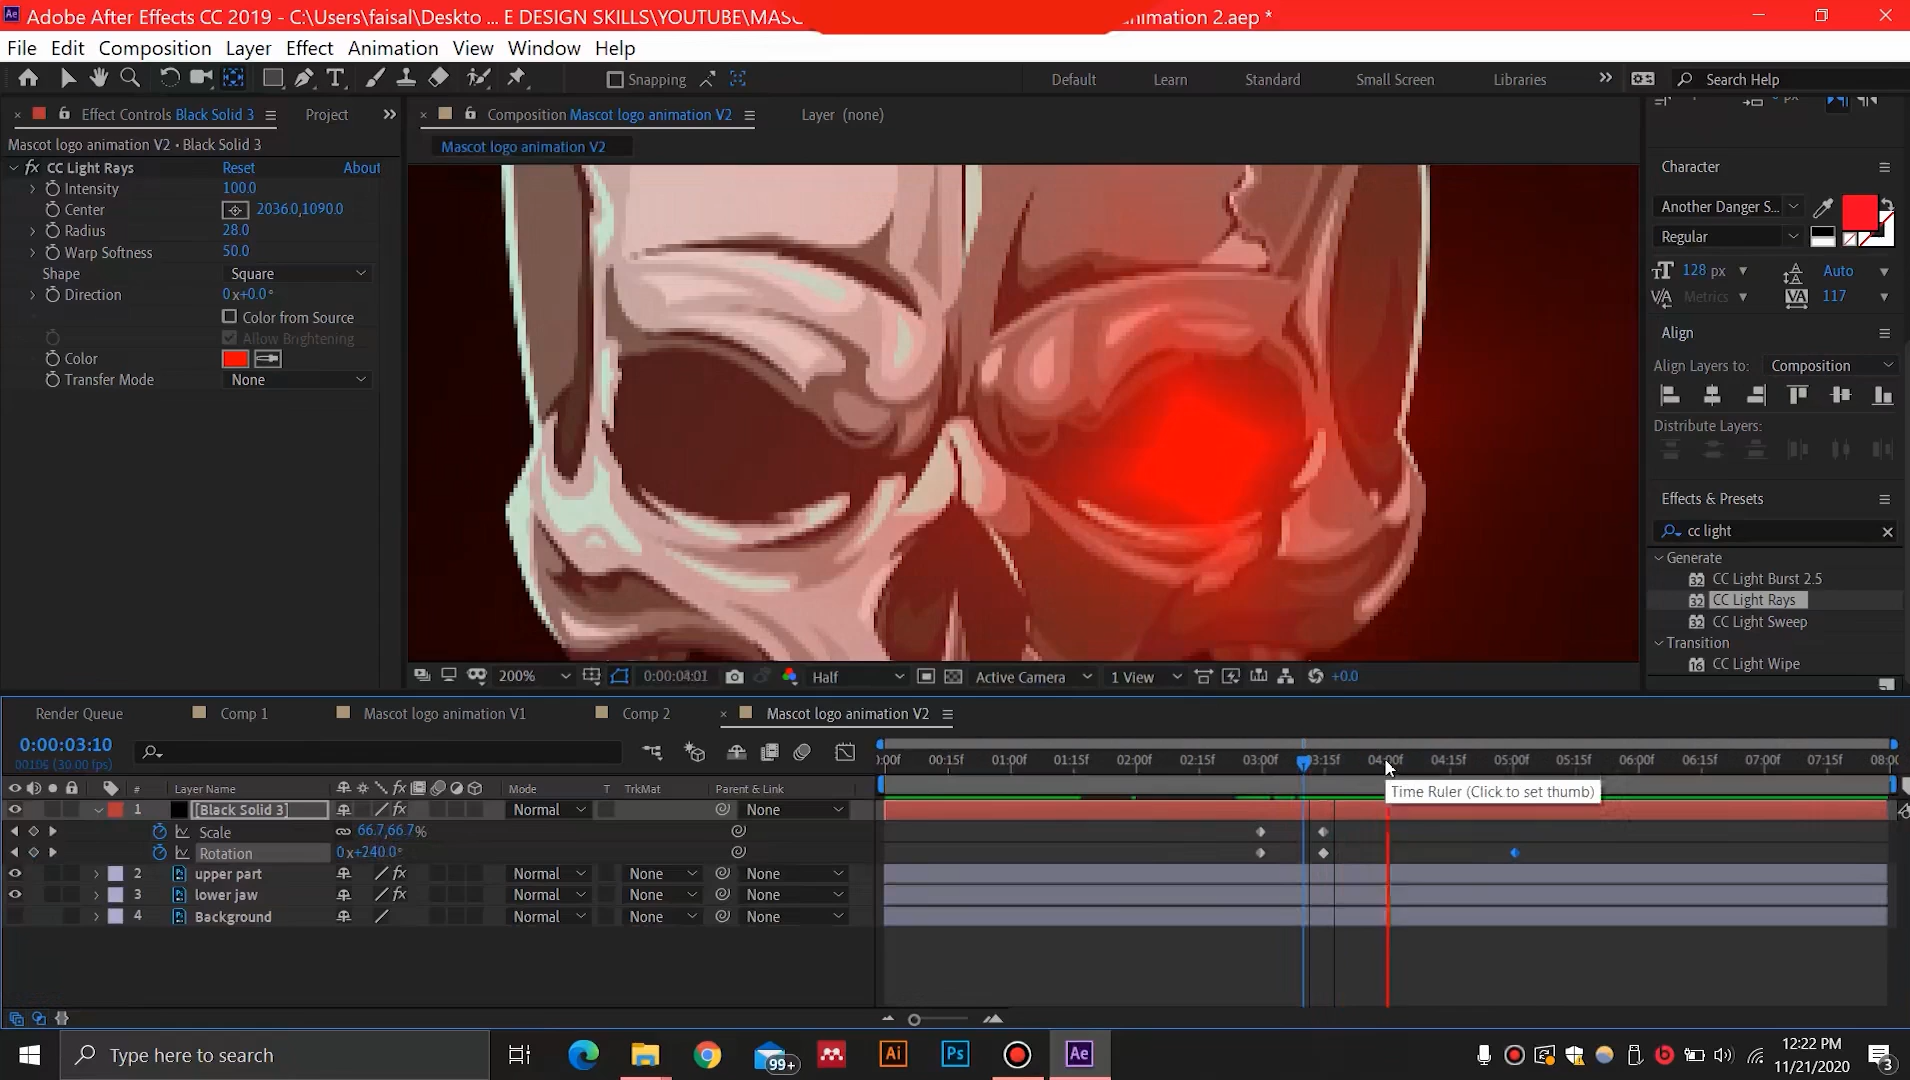 Adobe After Effects CC 2019 - C:\Users\faisal\Deskto ... E DESIGN SKILLS\YOUTUBE\MASC nimation 2.aep *
File Edit Composition Layer Effect Animation View Window Help
Snapping Default Learn Standard Small Screen Libraries Search Help
Effect Controls Black Solid 3 Project
Composition Mascot logo animation V2 Layer (none)
Mascot logo animation V2 • Black Solid 3
Mascot logo animation V2
fx CC Light Rays Reset About
Intensity 100.0
Center 2036.0,1090.0
Radius 28.0
Warp Softness 50.0
Shape Square
Direction 0x+0.0°
Color from Source
Allow Brightening
Color
Transfer Mode None
px
Character
Another Danger S...
Regular
128 px Auto
Metrics 117
Align
Align Layers to: Composition
Distribute Layers:
Effects & Presets
cc light
Generate
CC Light Burst 2.5
CC Light Rays
CC Light Sweep
Transition
CC Light Wipe
200% 0:00:04:01 Half Active Camera 1 View +0.0
Render Queue Comp 1 Mascot logo animation V1 Comp 2 Mascot logo animation V2
0:00:03:10
00106 (30.00 fps)
:00f 00:15f 01:00f 01:15f 02:00f 02:15f 03:00f 03:15f 04:00f 04:15f 05:00f 05:15f 06:00f 06:15f 07:00f 07:15f 08:0
# Layer Name Mode T TrkMat Parent & Link
Time Ruler (Click to set thumb)
1 [Black Solid 3] Normal None
Scale 66.7,66.7%
Rotation 0x+240.0°
2 upper part Normal None None
3 lower jaw Normal None None
4 Background Normal None None
Type here to search
99+
Ai Ps Ae
12:22 PM
11/21/2020
3